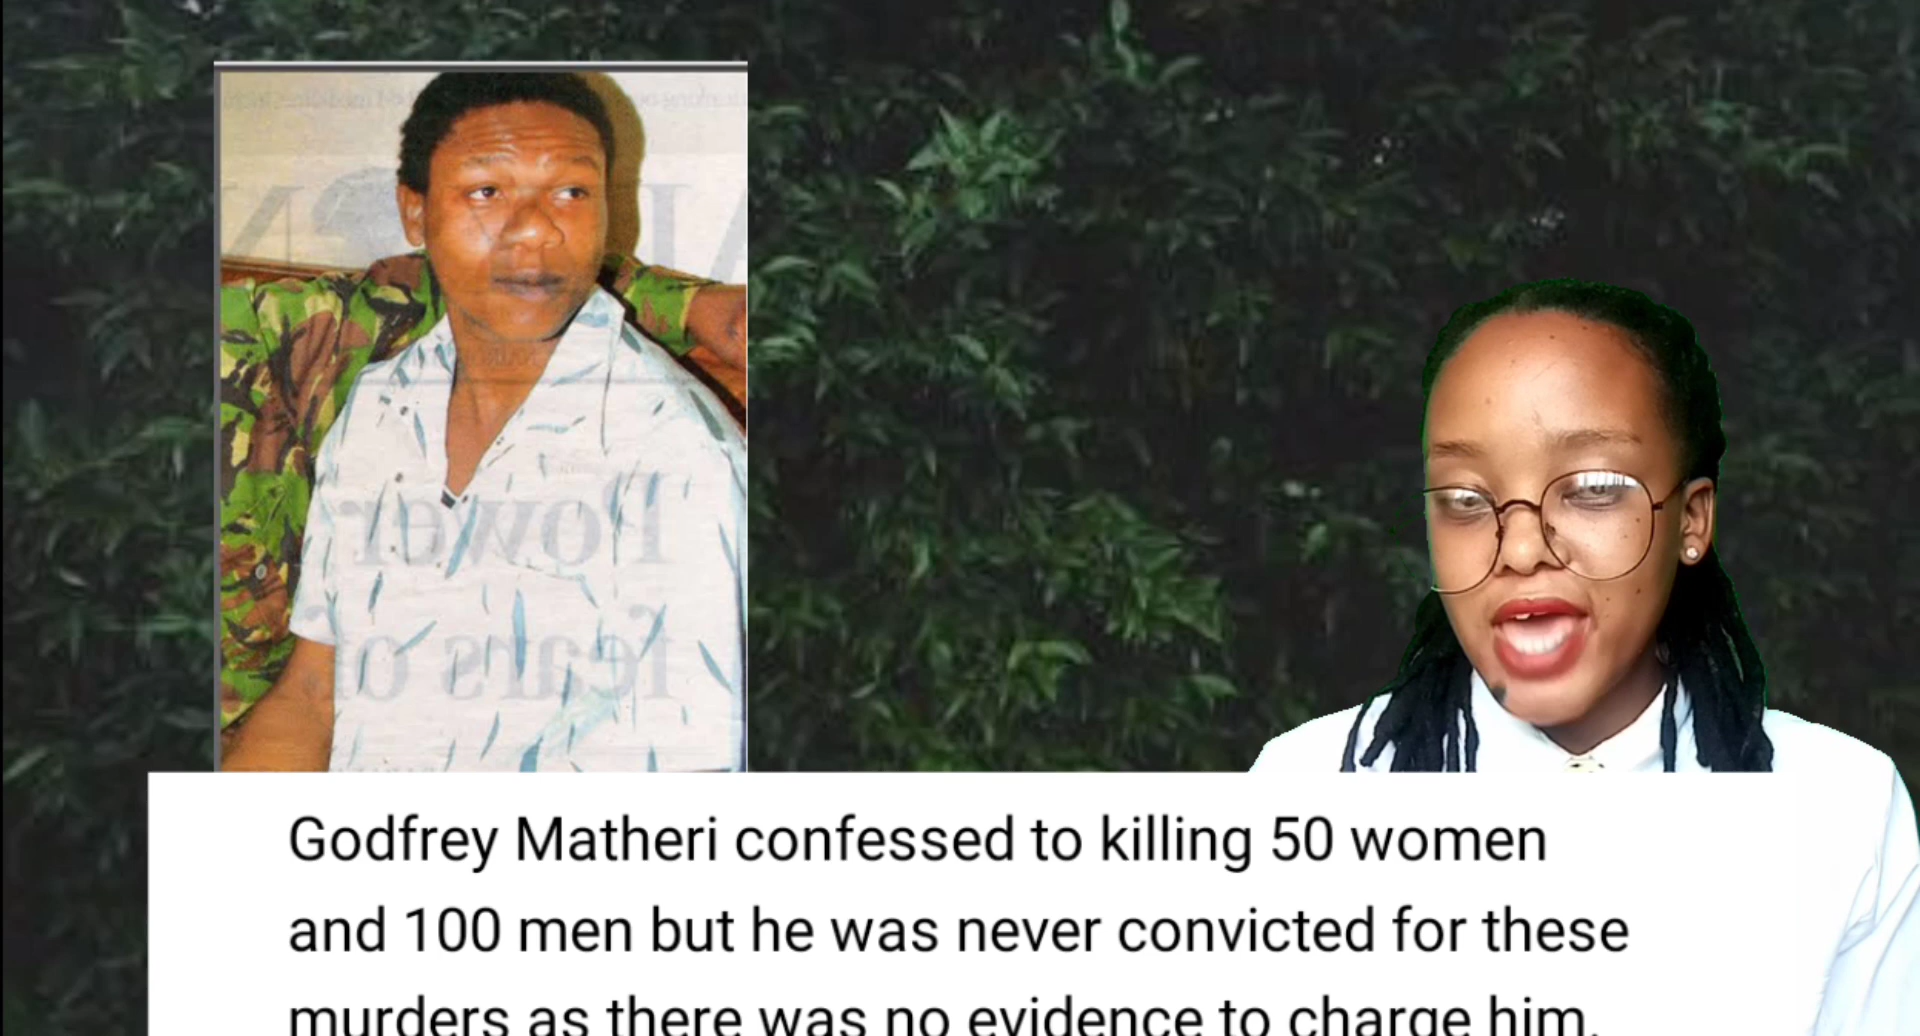 Power
Godfrey Matheri confessed to killing 50 women
and 100 men but he was never convicted for these
murders as there was no evidence to charge him.